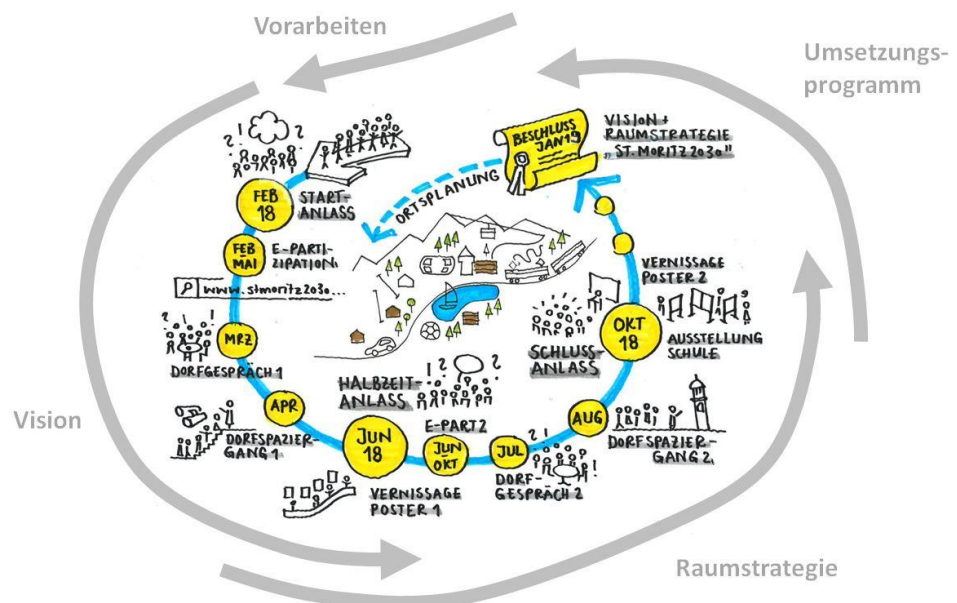 Vorarbeiten
Umsetzungs-
programm
BESCHLUSS
JAN 19
VISION +
RAUMSTRATEGIE
„ST. MORITZ 2030"
ORTSPLANUNG
FEB
18
START-
ANLASS
FEB
MAI
E-PARTI-
ZIPATION
www.stmoritz2030...
MRZ
DORFGESPRÄCH 1
APR
DORFSPAZIER-
GANG 1
JUN
18
VERNISSAGE
POSTER 1
HALBZEIT-
ANLASS
E-PART 2
JUN
OKT
JUL
DORF-
GESPRÄCH 2
AUG
DORFSPAZIER-
GANG 2
OKT
18
SCHLUSS-
ANLASS
VERNISSAGE
POSTER 2
AUSSTELLUNG
SCHULE
Vision
Raumstrategie